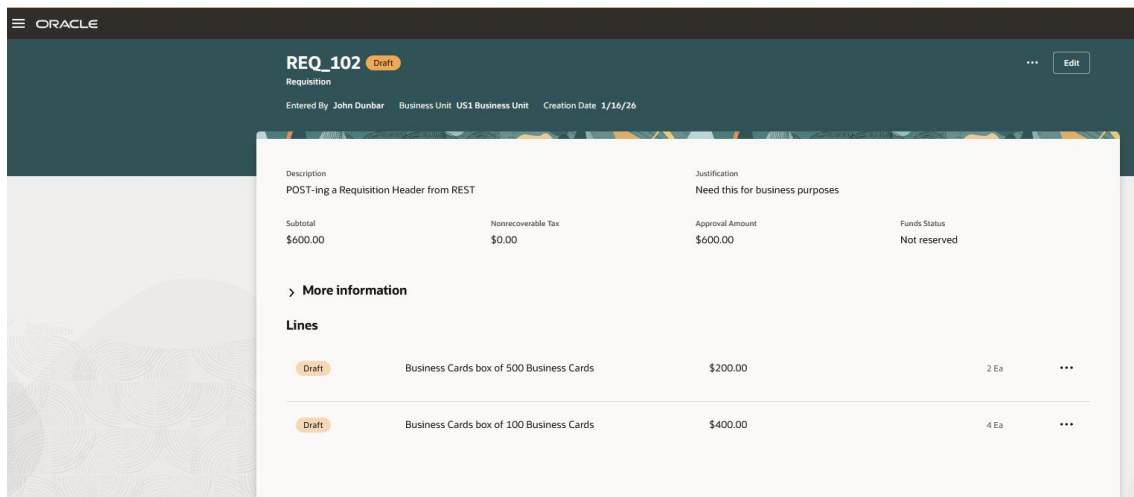 ORACLE
REQ_102 Draft
... Edit
Requisition
Entered By John Dunbar Business Unit US1 Business Unit Creation Date 1/16/26
Description Justification
POST-ing a Requisition Header from REST Need this for business purposes
Subtotal Nonrecoverable Tax Approval Amount Funds Status
$600.00 $0.00 $600.00 Not reserved
More information
Lines
Draft Business Cards box of 500 Business Cards $200.00 2 Ea ...
Draft Business Cards box of 100 Business Cards $400.00 4 Ea ...